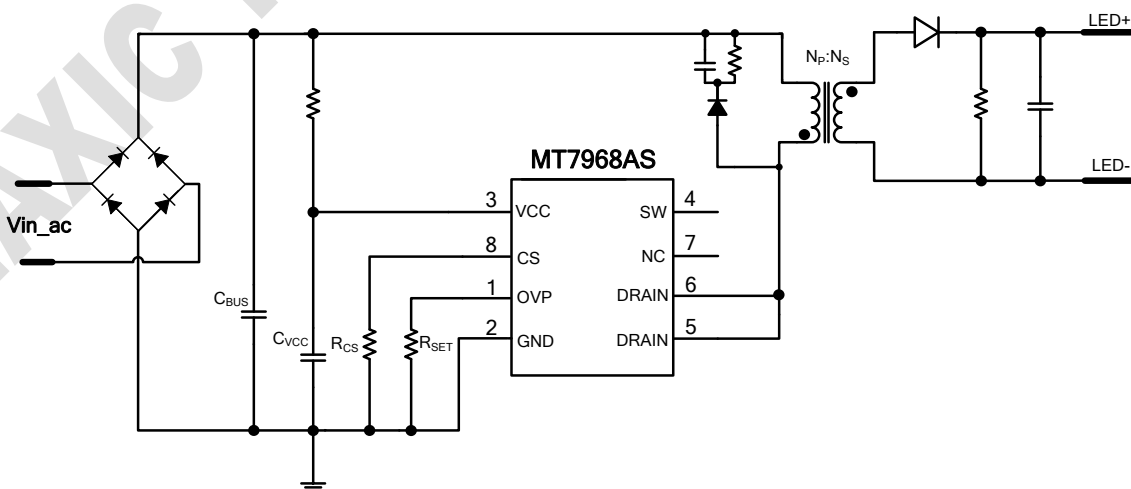 LED+
NP:NS
MT7968AS
LED-
3 VCC SW 4
Vin_ac
8 CS NC 7
1 OVP DRAIN 6
CBUS
2 GND DRAIN 5
CVCC RCS RSET